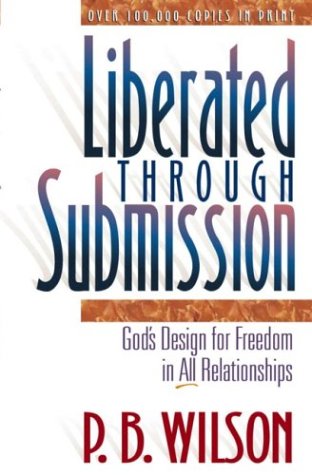 OVER 100,000 COPIES IN PRINT
Liberated
THROUGH
Submission
God's Design for Freedom
in All Relationships
P. B. WILSON